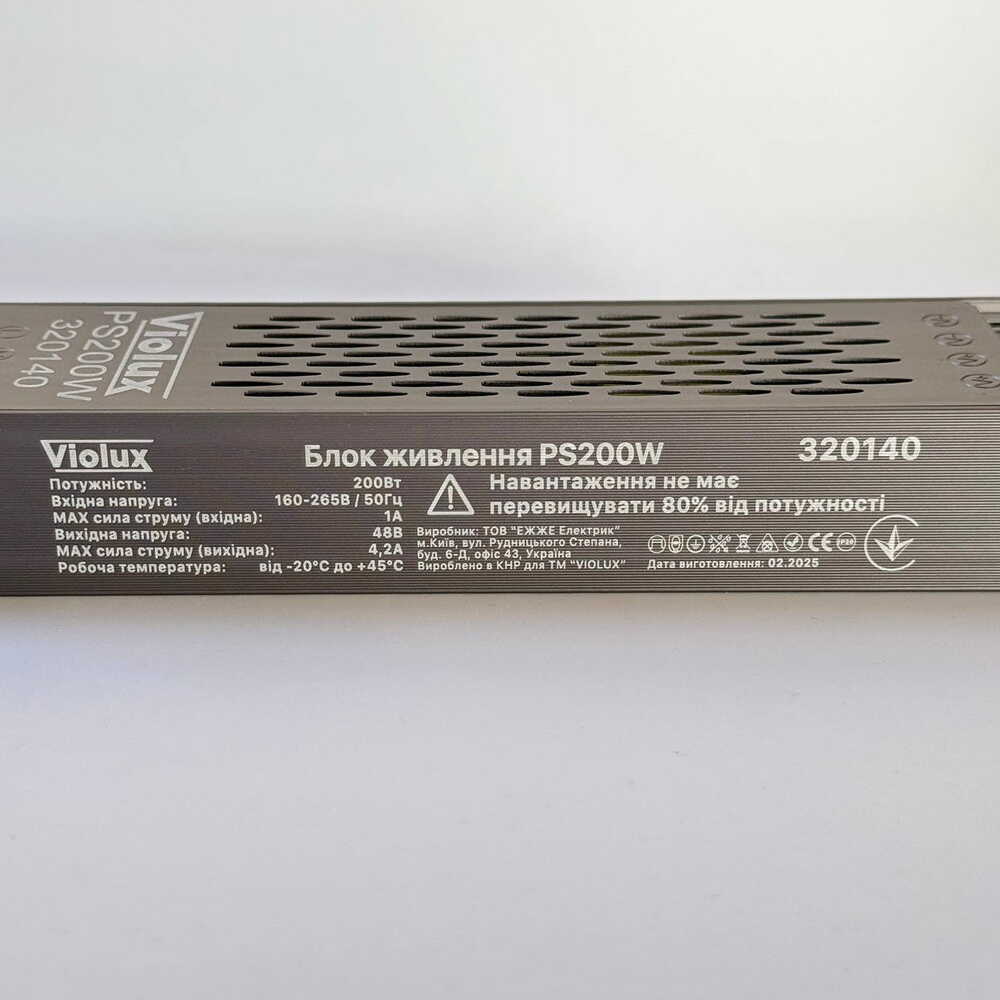 Violux
PS200W
320140
Violux
Блок живлення PS200W
320140
Потужність: 200Вт
Вхідна напруга: 160-265В / 50Гц
MAX сила струму (вхідна): 1А
Вихідна напруга: 48В
MAX сила струму (вихідна): 4,2А
Робоча температура: від -20°C до +45°C
Навантаження не має
перевищувати 80% від потужності
Виробник: ТОВ "ЕЖЖЕ Електрик"
м.Київ, вул. Рудницького Степана,
буд. 6-Д, офіс 43, Україна
Вироблено в КНР для ТМ "VIOLUX"
CE IP20
Дата виготовлення: 02.2025